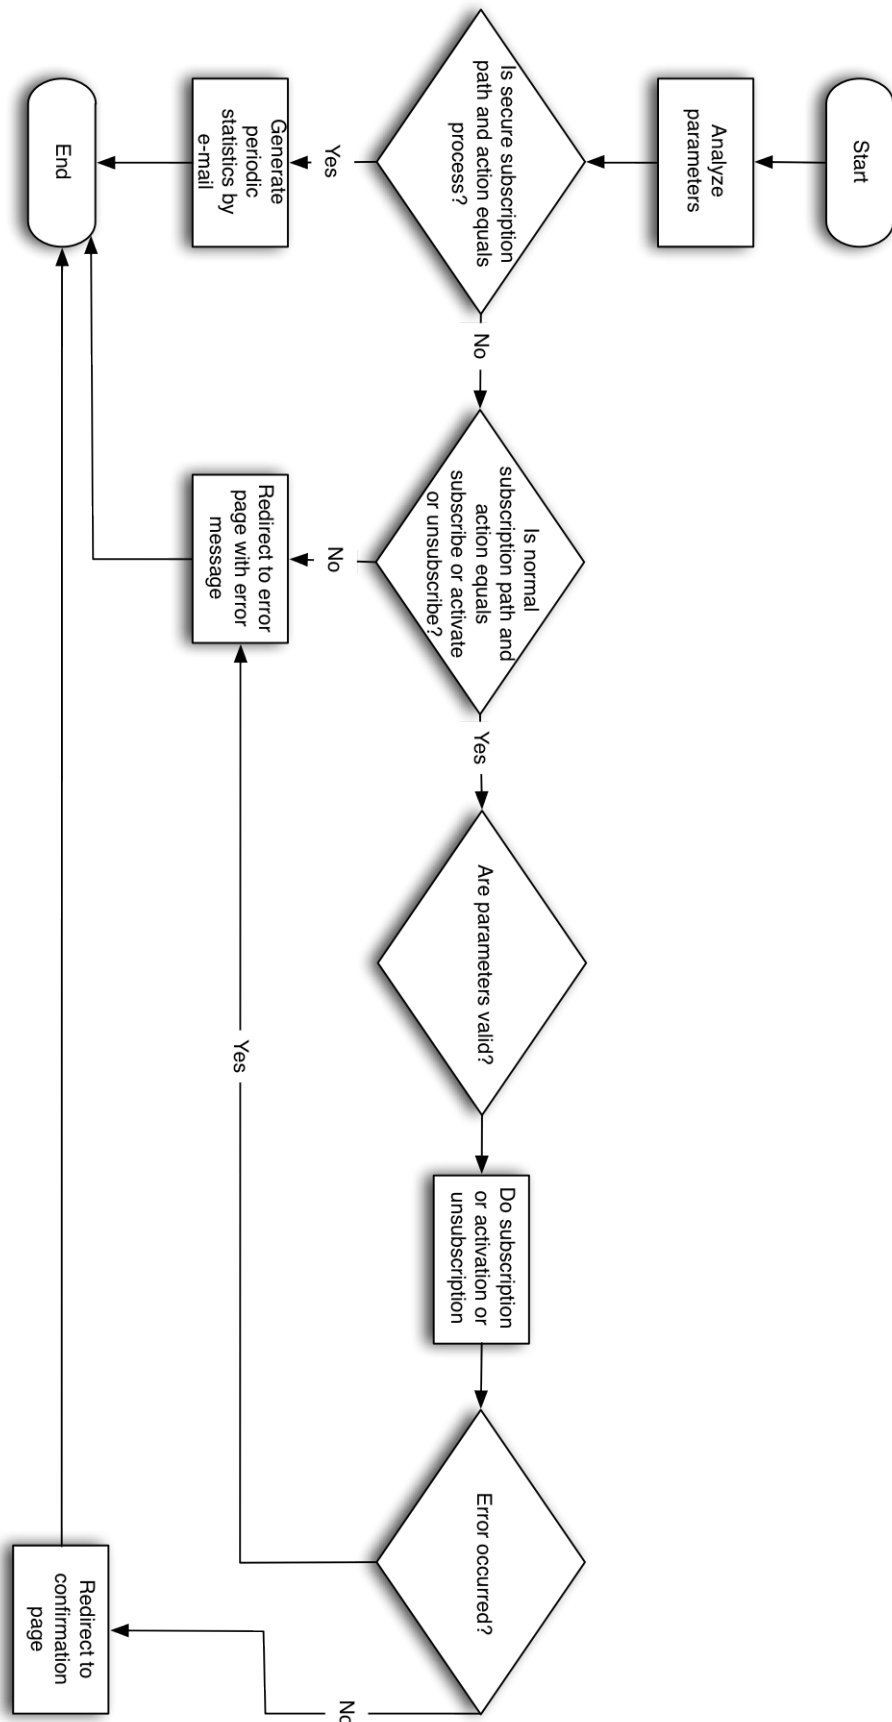 Start
Analyze
parameters
Is secure subscription
path and action equals
process?
Yes
Generate
periodic
statistics by
e-mail
End
No
Is normal
subscription path and
action equals
subscribe or activate
or unsubscribe?
No
Redirect to error
page with error
message
Yes
Are parameters valid?
Do subscription
or activation or
unsubscription
Error occurred?
Yes
No
Redirect to
confirmation
page